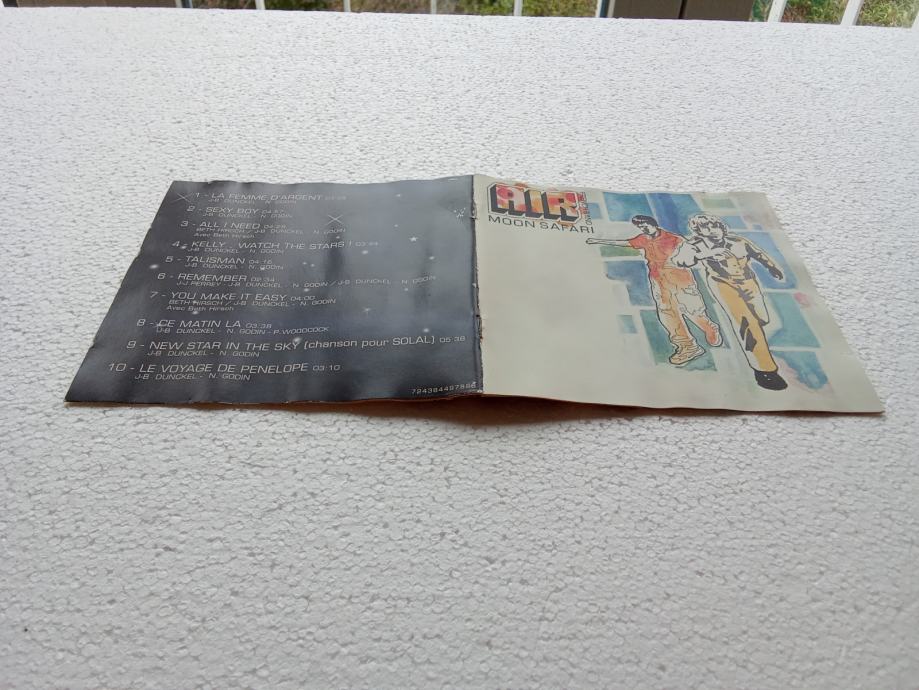 1 - LA FEMME D'ARGENT
J-B DUNCKEL - N. GODIN
2 - SEXY BOY 04:57
J-B DUNCKEL - N. GODIN
3 - ALL I NEED 04:28
BETH HIRSCH / J-B DUNCKEL - N. GODIN
Avec Beth Hirsch
4 - KELLY, WATCH THE STARS ! 03:44
J-B DUNCKEL - N. GODIN
5 - TALISMAN 04:16
J-B DUNCKEL - N. GODIN
6 - REMEMBER 02:34
J-J PERREY - J-B DUNCKEL - N. GODIN / J-B DUNCKEL - N. GODIN
7 - YOU MAKE IT EASY 04:00
BETH HIRSCH / J-B DUNCKEL - N. GODIN
Avec Beth Hirsch
8 - CE MATIN LA 03:38
J-B DUNCKEL - N. GODIN - P. WOODCOCK
9 - NEW STAR IN THE SKY (chanson pour SOLAL) 05:38
J-B DUNCKEL - N. GODIN
10 - LE VOYAGE DE PENELOPE 03:10
J-B DUNCKEL - N. GODIN
AIR
MOON SAFARI